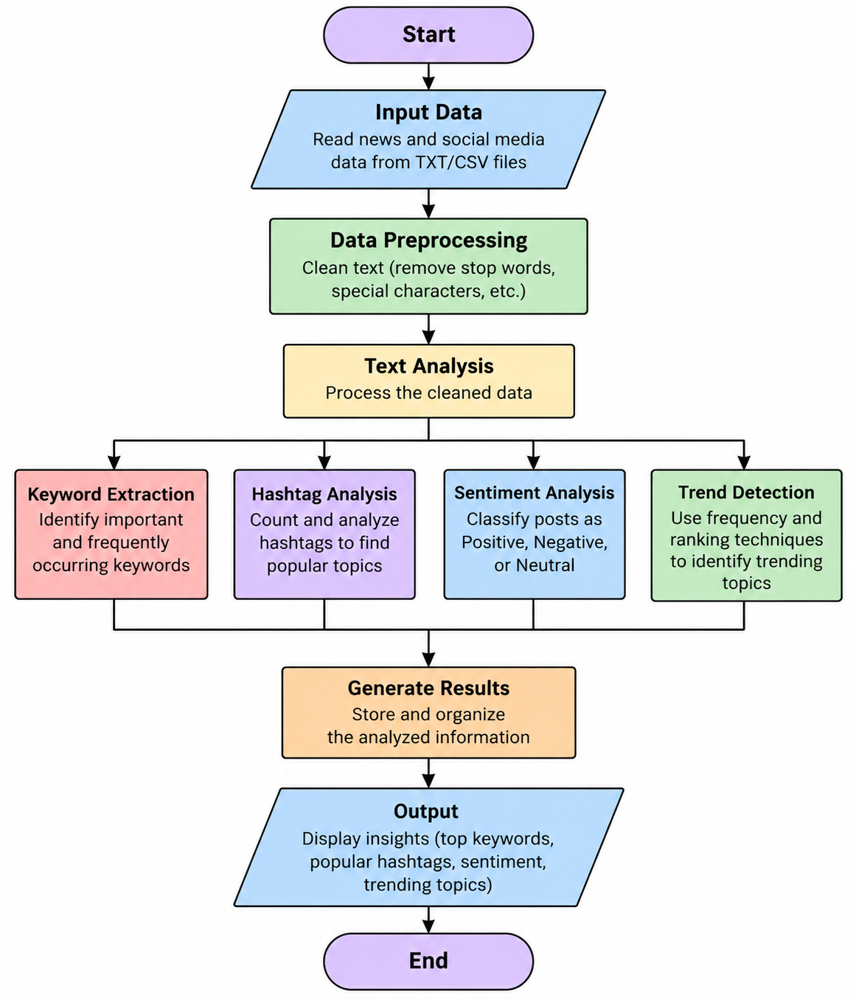 Start
Input Data
Read news and social media
data from TXT/CSV files
Data Preprocessing
Clean text (remove stop words,
special characters, etc.)
Text Analysis
Process the cleaned data
Keyword Extraction
Identify important
and frequently
occurring keywords
Hashtag Analysis
Count and analyze
hashtags to find
popular topics
Sentiment Analysis
Classify posts as
Positive, Negative,
or Neutral
Trend Detection
Use frequency and
ranking techniques
to identify trending
topics
Generate Results
Store and organize
the analyzed information
Output
Display insights (top keywords,
popular hashtags, sentiment,
trending topics)
End